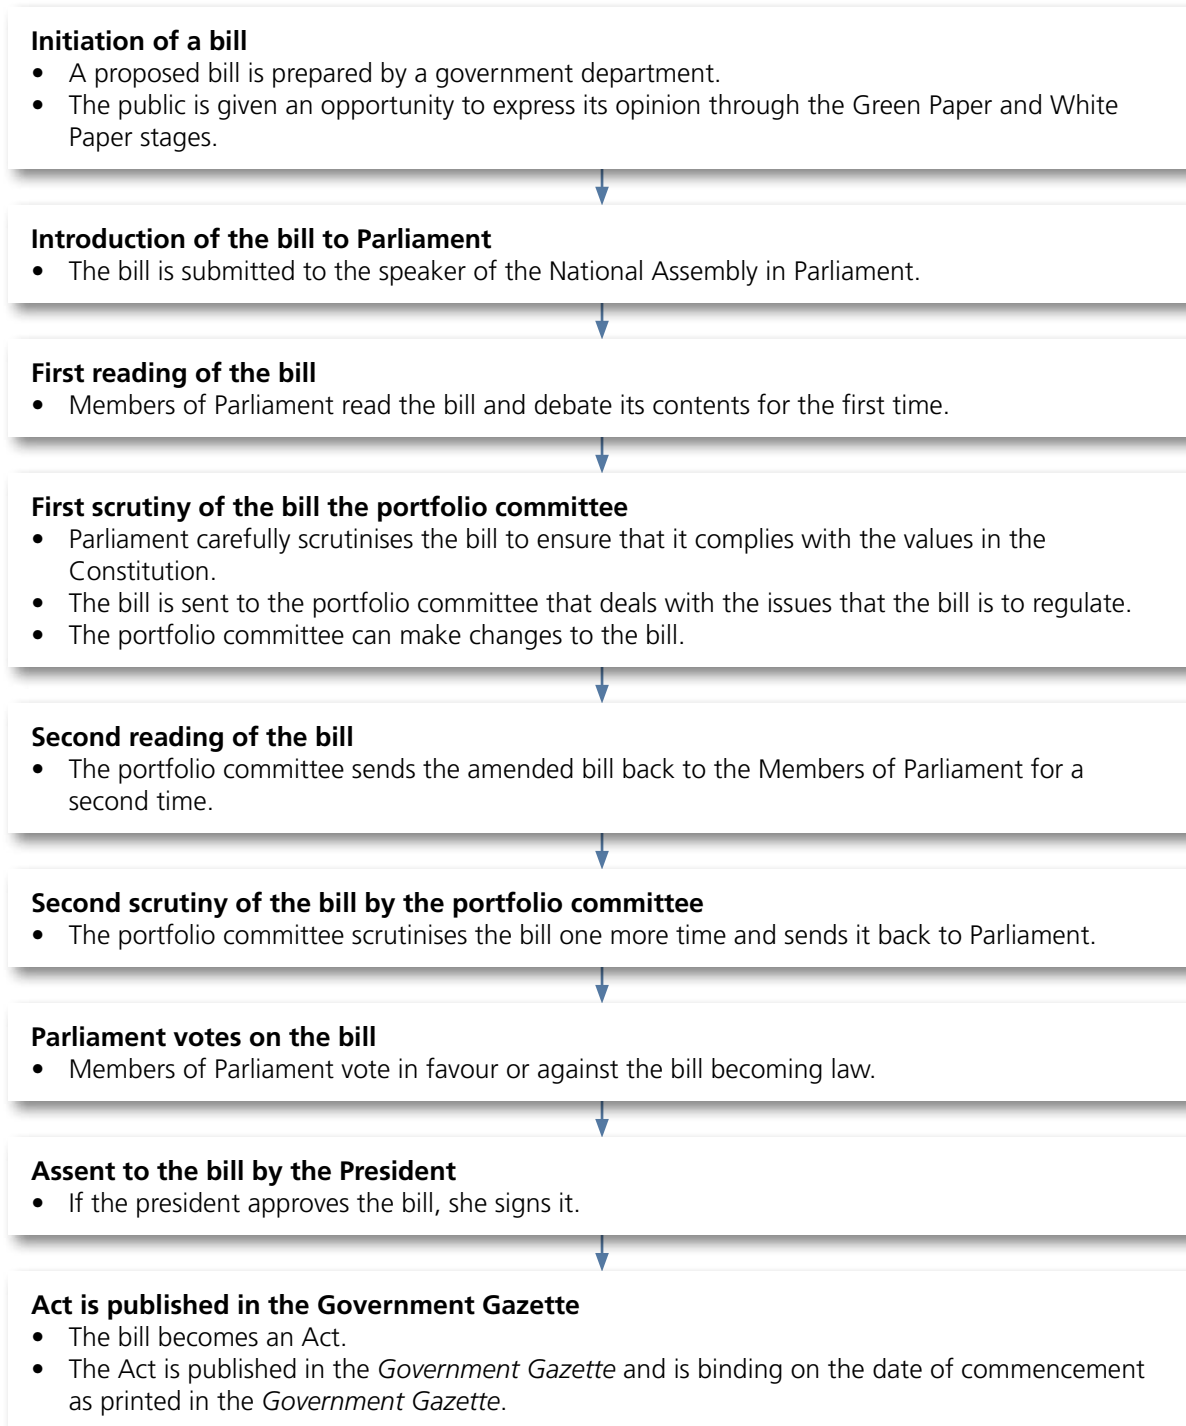 Initiation of a bill
• A proposed bill is prepared by a government department.
• The public is given an opportunity to express its opinion through the Green Paper and White
Paper stages.
Introduction of the bill to Parliament
• The bill is submitted to the speaker of the National Assembly in Parliament.
First reading of the bill
• Members of Parliament read the bill and debate its contents for the first time.
First scrutiny of the bill the portfolio committee
• Parliament carefully scrutinises the bill to ensure that it complies with the values in the
Constitution.
• The bill is sent to the portfolio committee that deals with the issues that the bill is to regulate.
• The portfolio committee can make changes to the bill.
Second reading of the bill
• The portfolio committee sends the amended bill back to the Members of Parliament for a
second time.
Second scrutiny of the bill by the portfolio committee
• The portfolio committee scrutinises the bill one more time and sends it back to Parliament.
Parliament votes on the bill
• Members of Parliament vote in favour or against the bill becoming law.
Assent to the bill by the President
• If the president approves the bill, she signs it.
Act is published in the Government Gazette
• The bill becomes an Act.
• The Act is published in the Government Gazette and is binding on the date of commencement
as printed in the Government Gazette.